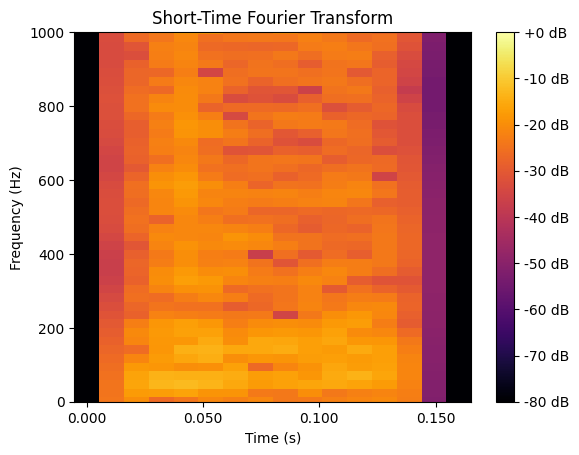 Short-Time Fourier Transform
1000
800
600
400
200
0
Frequency (Hz)
0.000
0.050
0.100
0.150
Time (s)
+0 dB
-10 dB
-20 dB
-30 dB
-40 dB
-50 dB
-60 dB
-70 dB
-80 dB